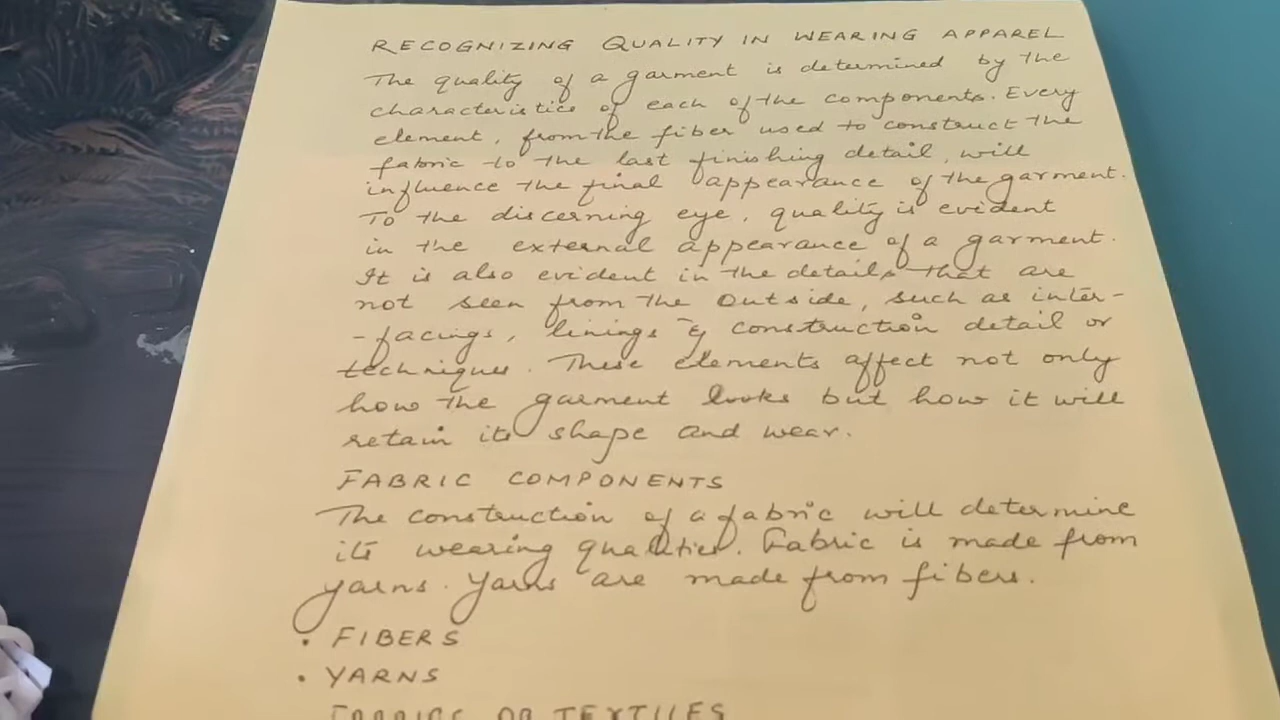 RECOGNIZING QUALITY IN WEARING APPAREL
The quality of a garment is determined by the
characteristics of each of the components. Every
element, from the fiber used to construct the
fabric to the last finishing detail, will
influence the final appearance of the garment.
To the discerning eye, quality is evident
in the external appearance of a garment.
It is also evident in the details that are
not seen from the outside, such as inter-
-facings, linings & construction detail or
techniques. These elements affect not only
how the garment looks but how it will
retain its shape and wear.
FABRIC COMPONENTS
The construction of a fabric will determine
its wearing qualities. Fabric is made from
yarns. Yarns are made from fibers.
• FIBERS
• YARNS
FABRICS OR TEXTILES